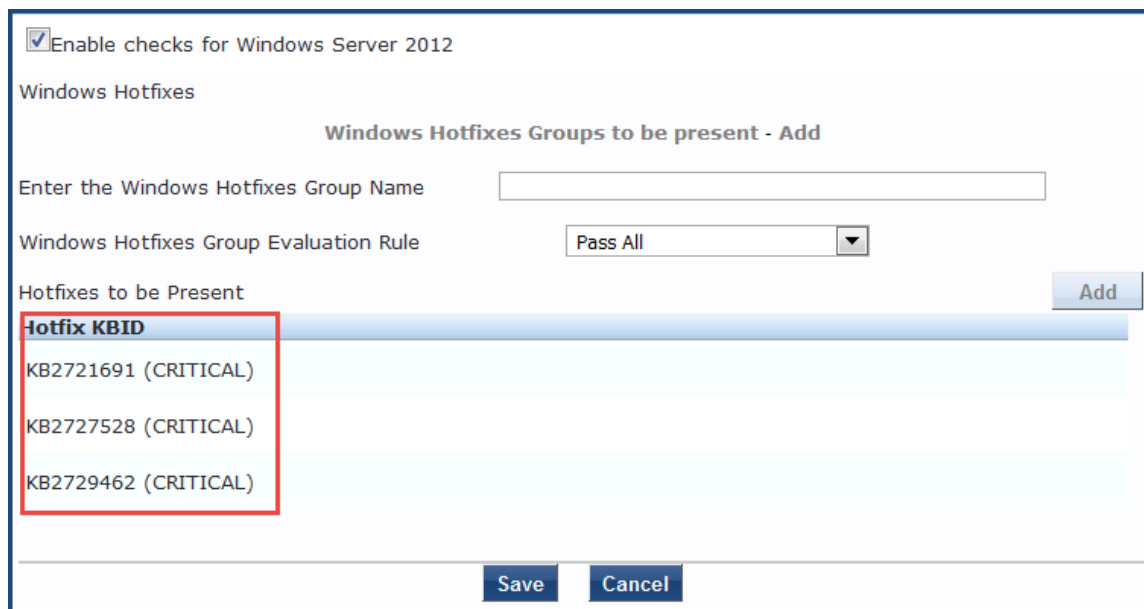 Enable checks for Windows Server 2012
Windows Hotfixes
Windows Hotfixes Groups to be present - Add
Enter the Windows Hotfixes Group Name
Windows Hotfixes Group Evaluation Rule Pass All
Hotfixes to be Present Add
Hotfix KBID
KB2721691 (CRITICAL)
KB2727528 (CRITICAL)
KB2729462 (CRITICAL)
Save Cancel